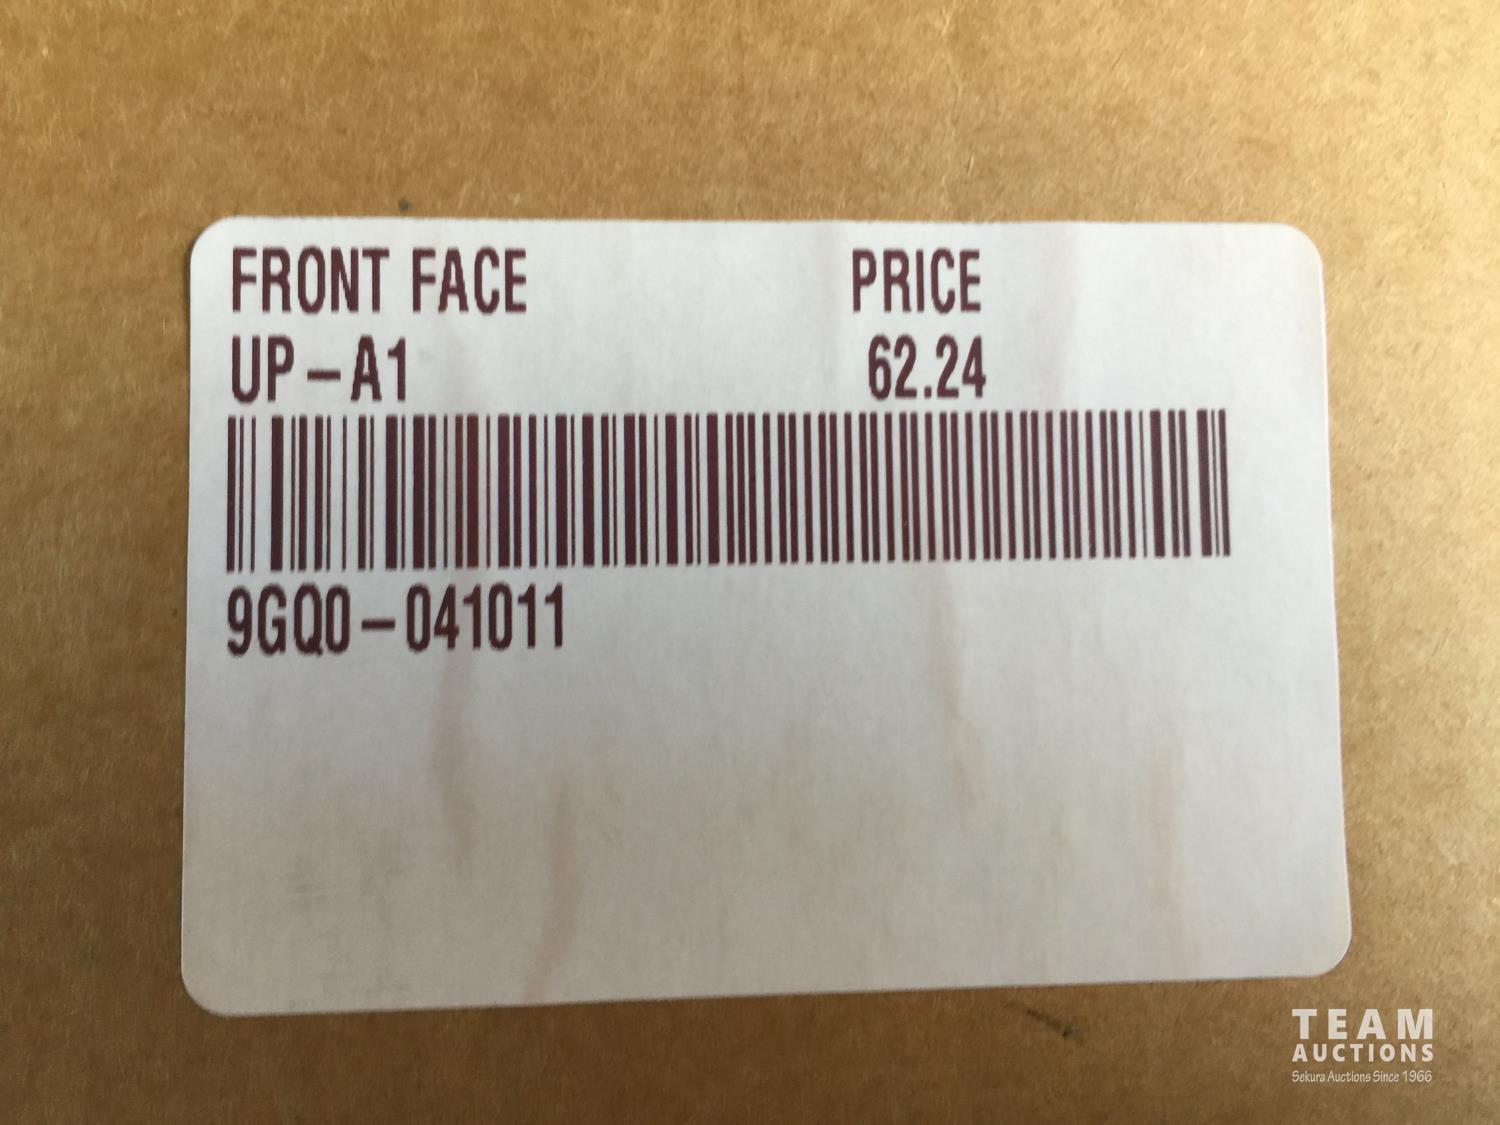 FRONT FACE PRICE
UP-A1 62.24
9GQ0-041011
TEAM
AUCTIONS
Sekura Auctions Since 1966